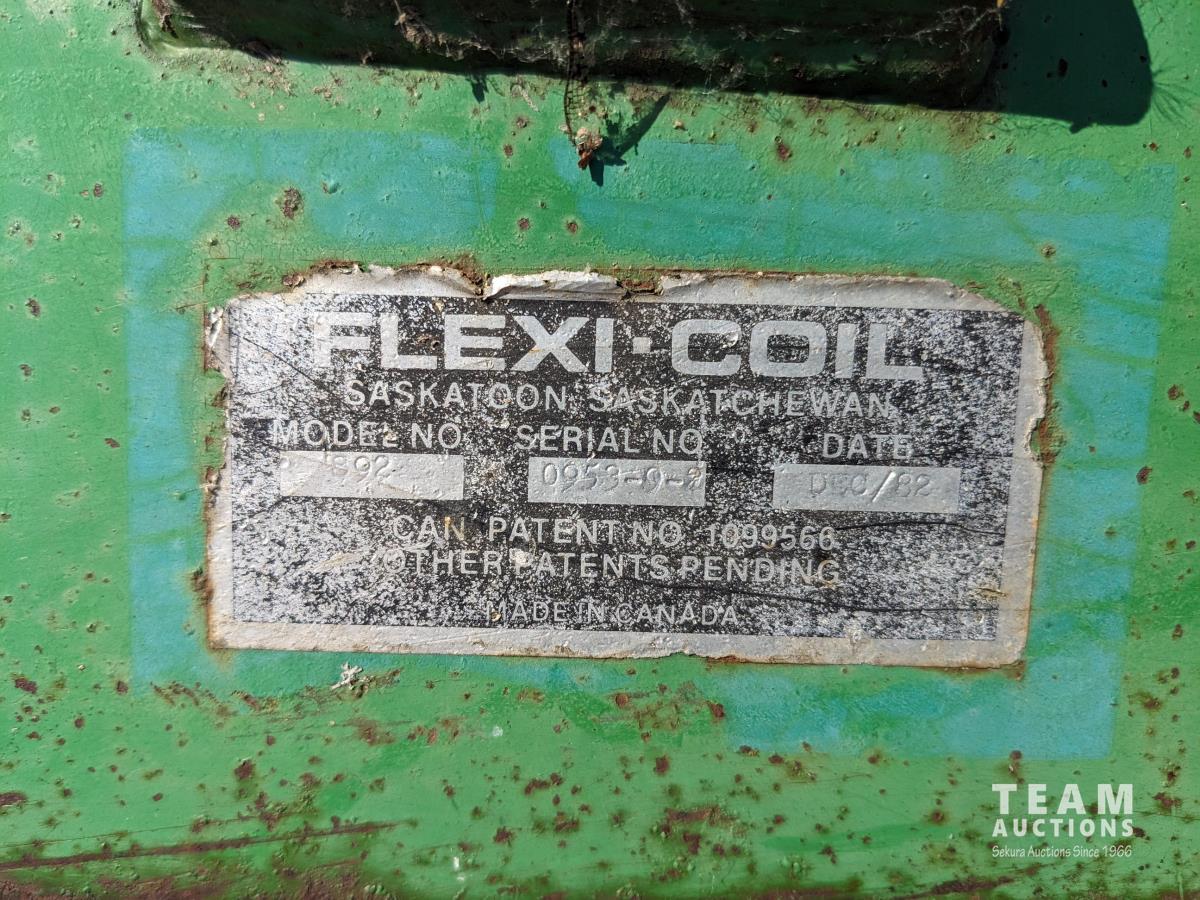 FLEXI-COIL
SASKATOON, SASKATCHEWAN
MODEL NO. SERIAL NO. DATE
DEC/82
CAN. PATENT NO. 1099566
OTHER PATENTS PENDING
MADE IN CANADA
TEAM
AUCTIONS
Sekura Auctions Since 1966